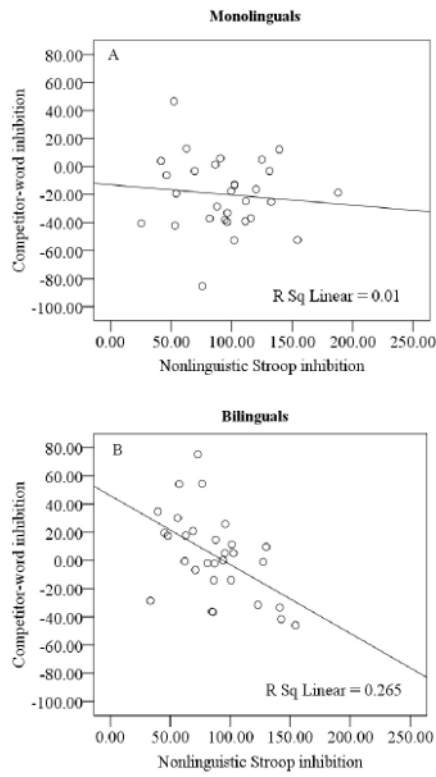 Monolinguals
A
80.00
60.00
40.00
20.00
-0.00
-20.00
-40.00
-60.00
-80.00
-100.00
Competitor-word inhibition
R Sq Linear = 0.01
0.00 50.00 100.00 150.00 200.00 250.00
Nonlinguistic Stroop inhibition
Bilinguals
B
80.00
60.00
40.00
20.00
0.00
-20.00
-40.00
-60.00
-80.00
-100.00
Competitor-word inhibition
R Sq Linear = 0.265
0.00 50.00 100.00 150.00 200.00 250.00
Nonlinguistic Stroop inhibition